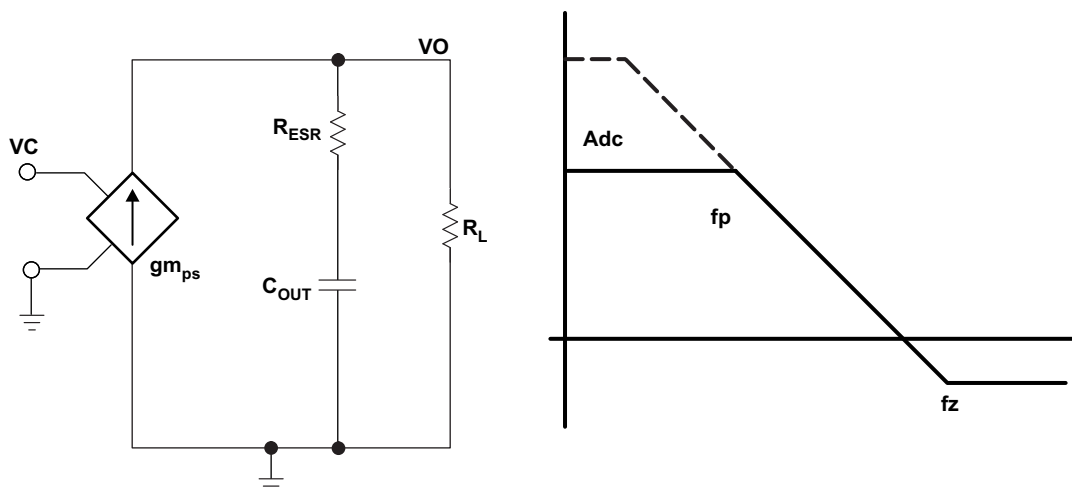 VO
R_ESR
VC
Adc
fp
R_L
gm_ps
C_OUT
fz